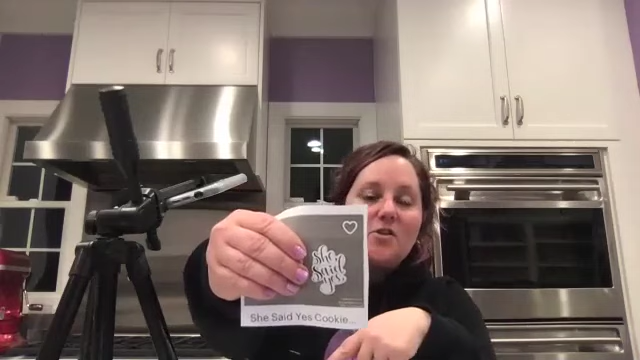 she
said
yes
She Said Yes Cookie...